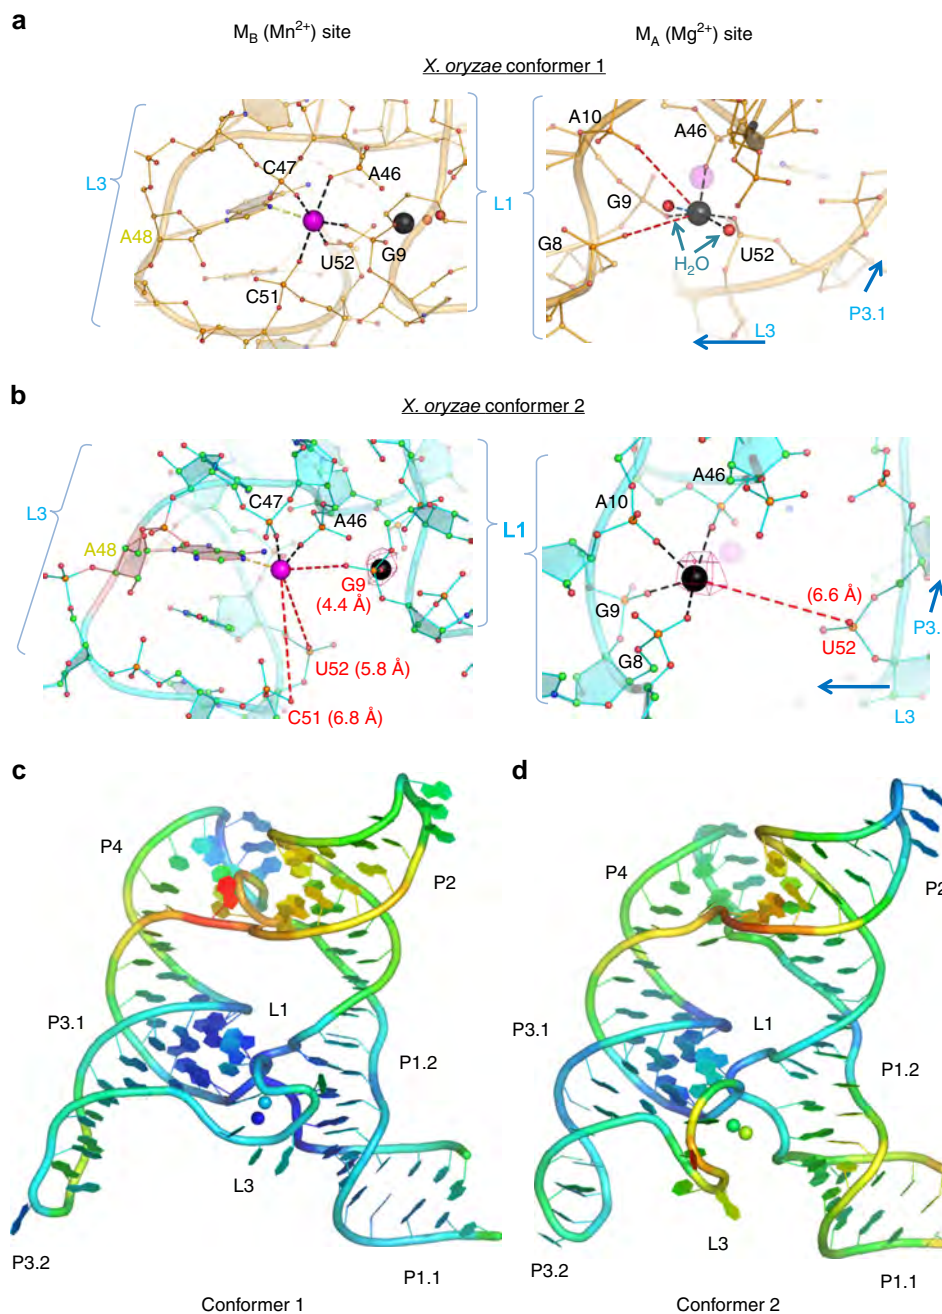 a
M_B (Mn²⁺) site
M_A (Mg²⁺) site
X. oryzae conformer 1
L3
C47
A46
A48
U52
G9
C51
L1
A10
A46
G9
G8
H₂O
U52
P3.1
L3
b
X. oryzae conformer 2
L3
C47
A46
A48
G9
(4.4 Å)
U52 (5.8 Å)
C51 (6.8 Å)
L1
A46
A10
G9
G8
(6.6 Å)
U52
P3.
L3
c
d
P4
P2
P3.1
L1
P1.2
L3
P3.2
P1.1
Conformer 1
P4
P2
P3.1
L1
P1.2
L3
P3.2
P1.1
Conformer 2